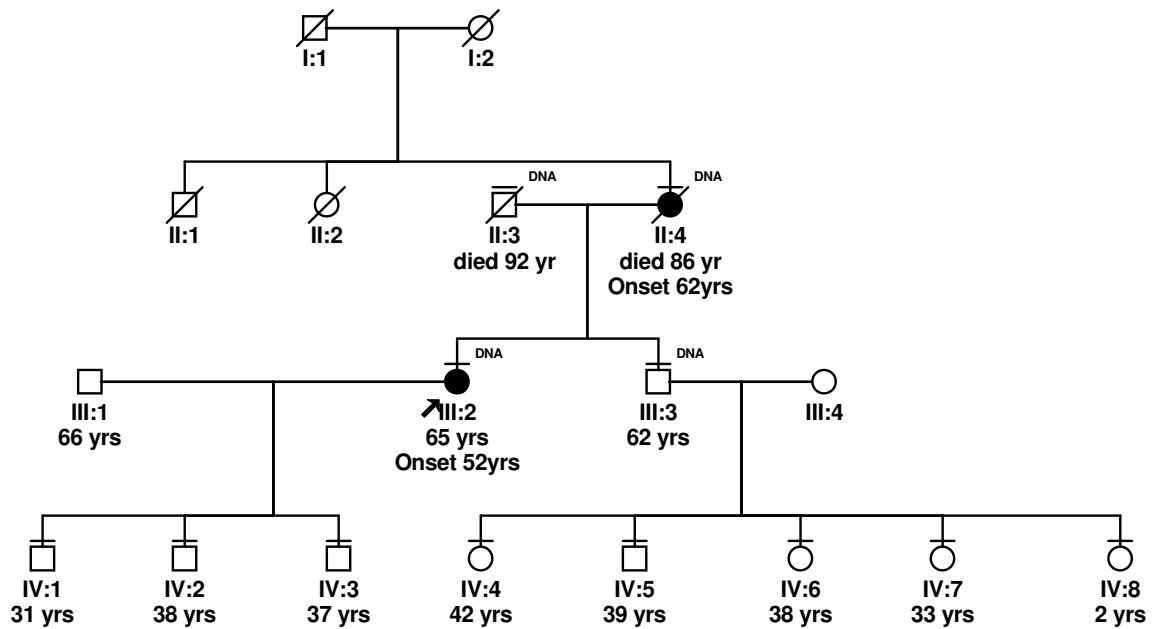 I:1 I:2
DNA DNA
II:1 II:2 II:3 II:4
died 92 yr died 86 yr
Onset 62yrs
DNA DNA
III:1 III:2 III:3 III:4
66 yrs 65 yrs 62 yrs
Onset 52yrs
IV:1 IV:2 IV:3 IV:4 IV:5 IV:6 IV:7 IV:8
31 yrs 38 yrs 37 yrs 42 yrs 39 yrs 38 yrs 33 yrs 2 yrs